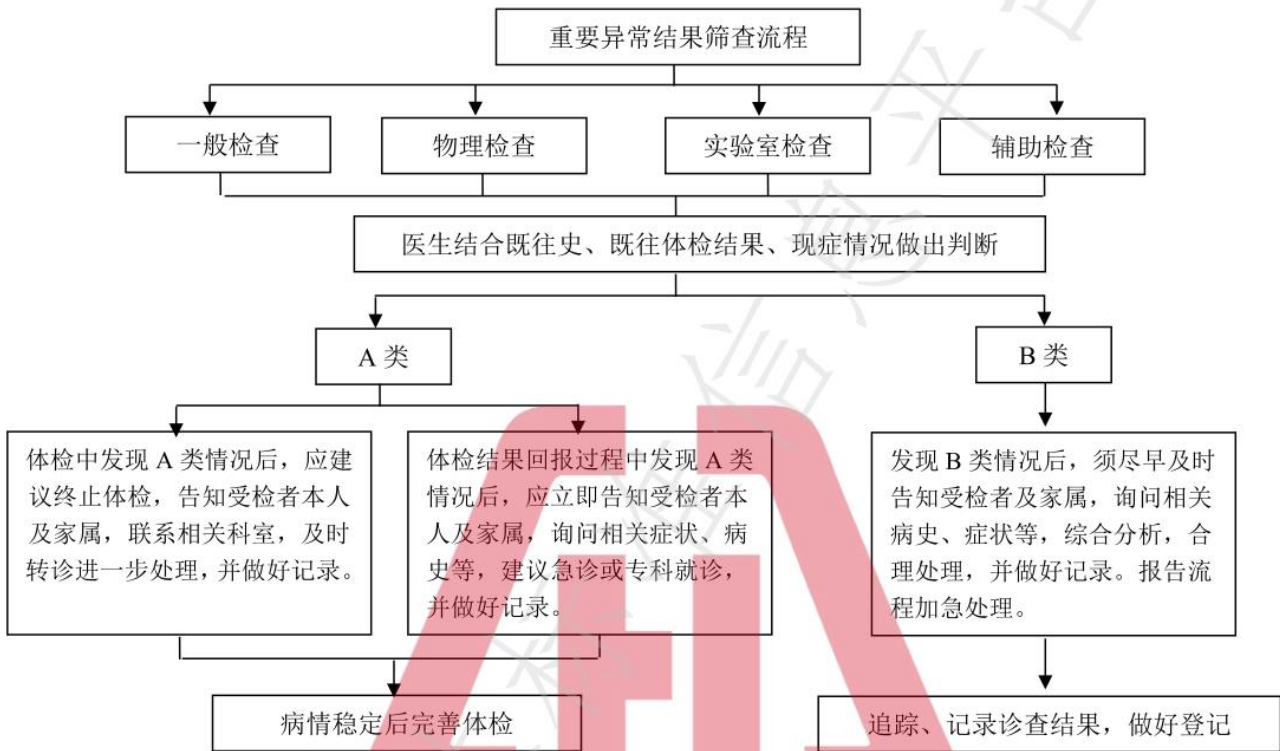 重要异常结果筛查流程
一般检查
物理检查
实验室检查
辅助检查
医生结合既往史、既往体检结果、现症情况做出判断
A 类
B 类
体检中发现 A 类情况后，应建
议终止体检，告知受检者本人
及家属，联系相关科室，及时
转诊进一步处理，并做好记录。
体检结果回报过程中发现 A 类
情况后，应立即告知受检者本
人及家属，询问相关症状、病
史等，建议急诊或专科就诊，
并做好记录。
发现 B 类情况后，须尽早及时
告知受检者及家属，询问相关
病史、症状等，综合分析，合
理处理，并做好记录。报告流
程加急处理。
病情稳定后完善体检
追踪、记录诊查结果，做好登记